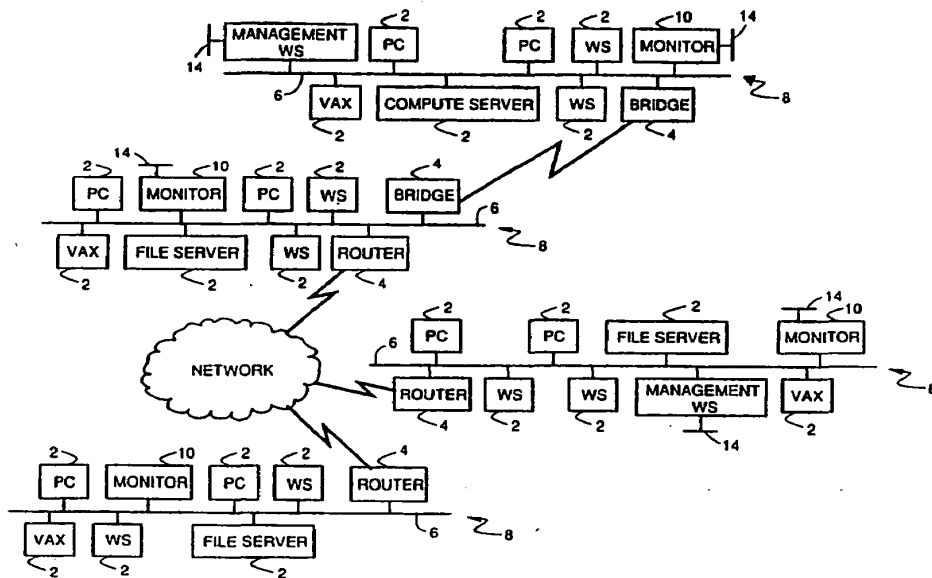 2 2 2 10 14
MANAGEMENT WS PC PC WS MONITOR
14
6 8
VAX COMPUTE SERVER WS BRIDGE
2 2 2 4
14
2 10 2 2 4
PC MONITOR PC WS BRIDGE
6
8
VAX FILE SERVER WS ROUTER
2 2 2 4
14
2 2 2 10
PC PC FILE SERVER MONITOR
6
NETWORK
8
ROUTER WS WS MANAGEMENT WS VAX
4 2 2 14 2
2 10 2 2 4
PC MONITOR PC WS ROUTER
6 8
VAX WS FILE SERVER
2 2 2